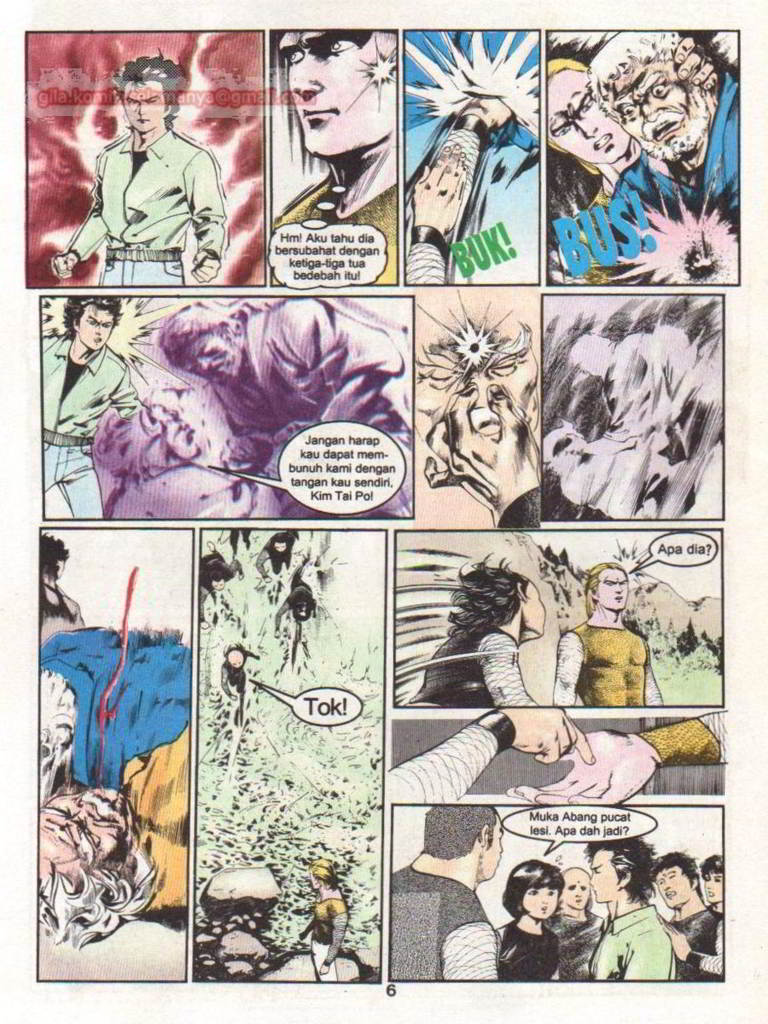 Hm! Aku tahu dia
bersubahat dengan
ketiga-tiga tua
bedebah itu!
BUK!
BUS!
Jangan harap
kau dapat mem-
bunuh kami dengan
tangan kau sendiri,
Kim Tai Po!
Tok!
Apa dia?
Muka Abang pucat
lesi. Apa dah jadi?
6